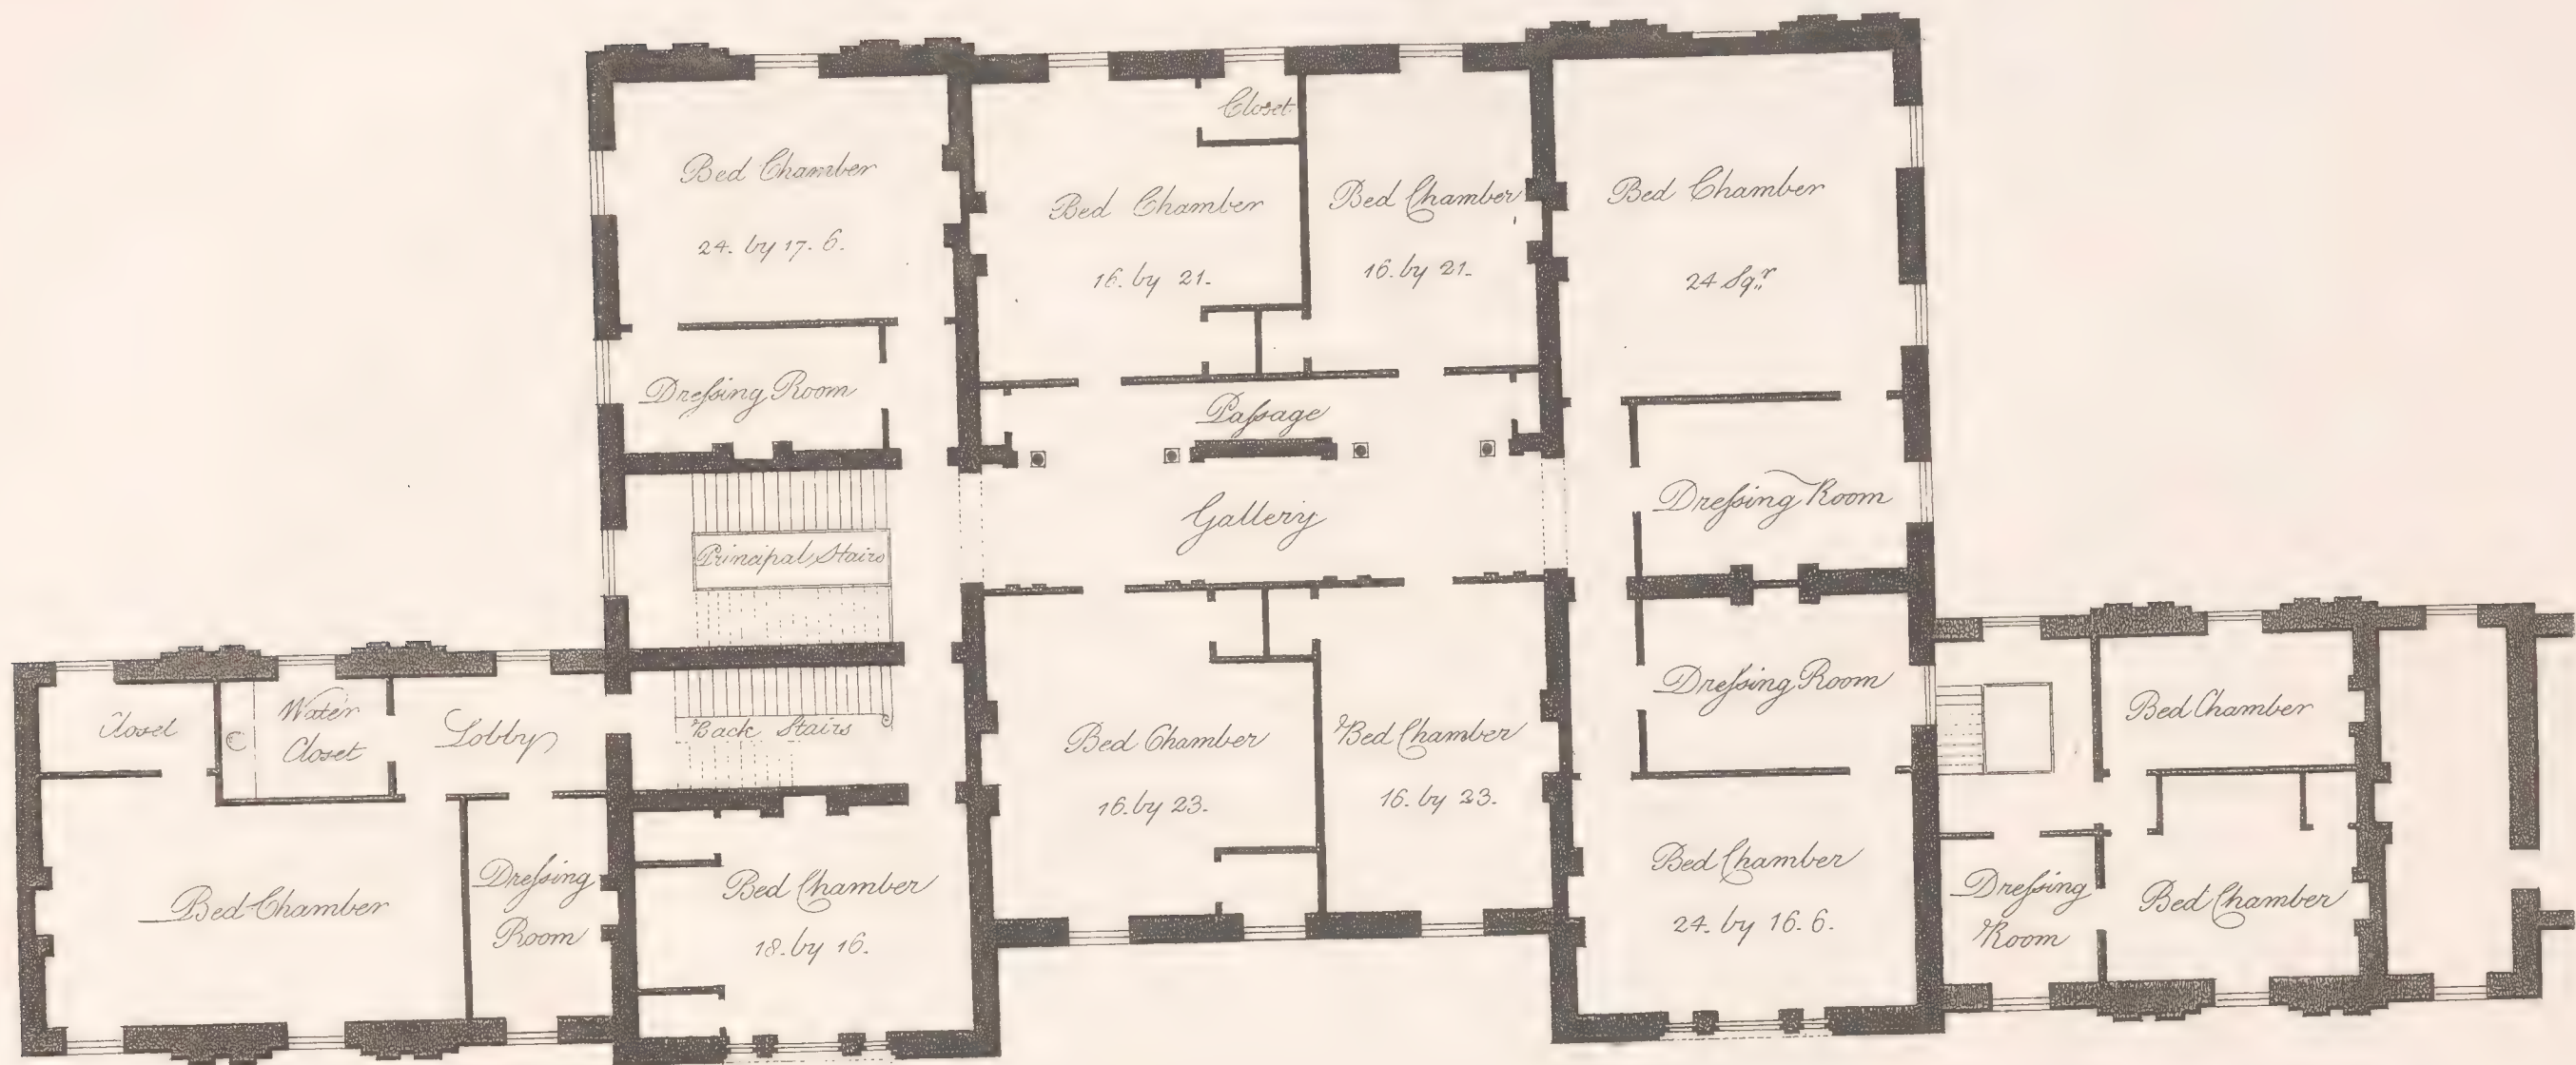 Bed Chamber
24. by 17. 6.
Dreſsing Room
Closet
Bed Chamber
16. by 21.
Bed Chamber
16. by 21.
Bed Chamber
24 Sqr.
Paſsage
Gallery
Dreſsing Room
Principal Stairs
Back Stairs
Closet
Water
Closet
Lobby
Bed Chamber
Dreſsing
Room
Bed Chamber
18. by 16.
Bed Chamber
16. by 23.
Bed Chamber
16. by 23.
Dreſsing Room
Bed Chamber
24. by 16. 6.
Bed Chamber
Dreſsing
Room
Bed Chamber